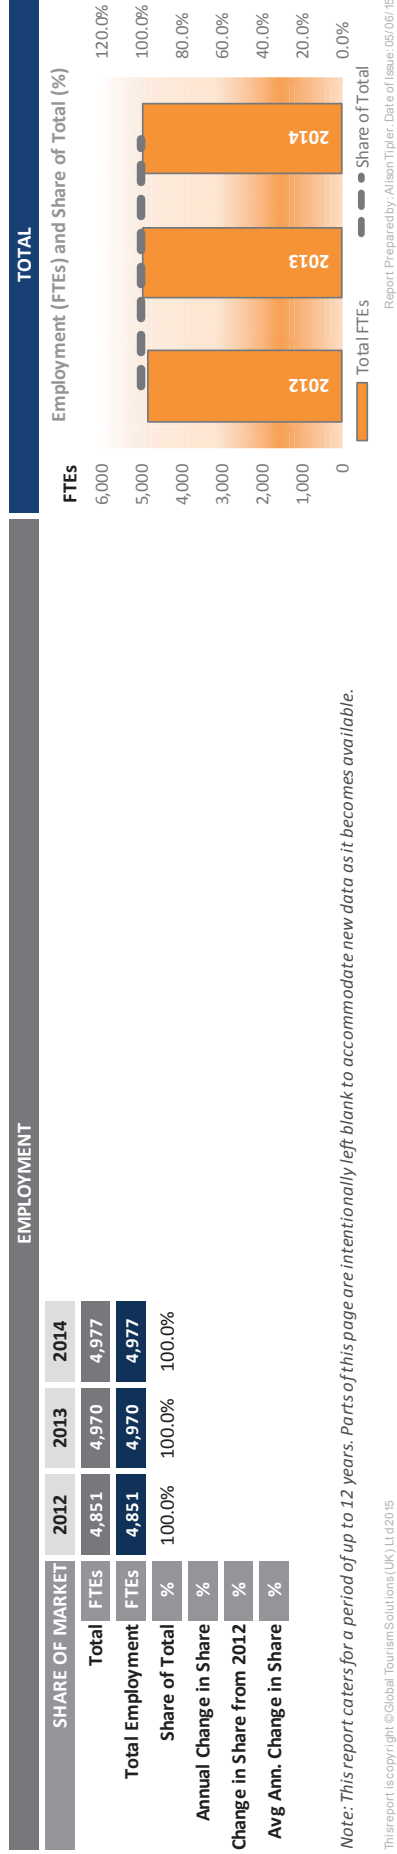 EMPLOYMENT
TOTAL
SHARE OF MARKET 2012 2013 2014
Total FTEs 4,851 4,970 4,977
Total Employment FTEs 4,851 4,970 4,977
Share of Total % 100.0% 100.0% 100.0%
Annual Change in Share %
Change in Share from 2012 %
Avg Ann. Change in Share %
FTEs
Employment (FTEs) and Share of Total (%)
6,000
5,000
4,000
3,000
2,000
1,000
0
2012
2013
2014
120.0%
100.0%
80.0%
60.0%
40.0%
20.0%
0.0%
Total FTEs
Share of Total
Note: This report caters for a period of up to 12 years. Parts of this page are intentionally left blank to accommodate new data as it becomes available.
This report is copyright © Global Tourism Solutions (UK) Ltd 2015
Report Prepared by: Alison Tipler. Date of Issue: 05/06/15